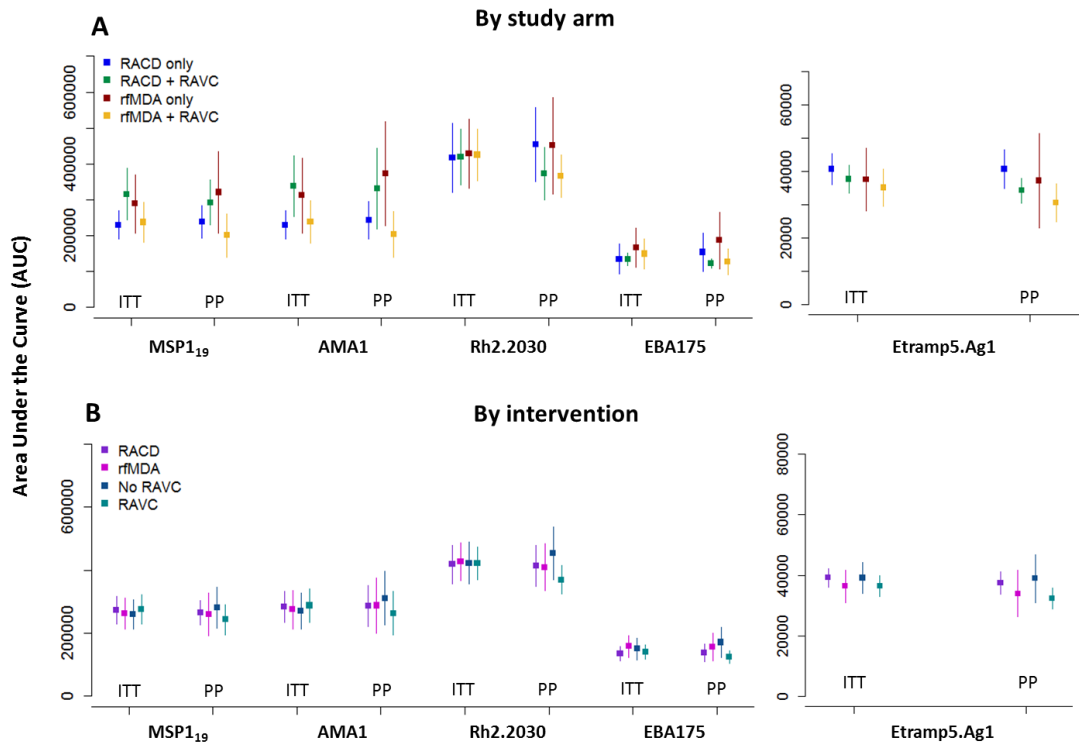 A
By study arm
RACD only
RACD + RAVC
rfMDA only
rfMDA + RAVC
600000
400000
200000
0
60000
40000
20000
0
ITT PP ITT PP ITT PP ITT PP
ITT PP
MSP1₁₉ AMA1 Rh2.2030 EBA175
Etramp5.Ag1
Area Under the Curve (AUC)
B
By intervention
RACD
rfMDA
No RAVC
RAVC
600000
400000
200000
0
80000
60000
40000
20000
0
ITT PP ITT PP ITT PP ITT PP
ITT PP
MSP1₁₉ AMA1 Rh2.2030 EBA175
Etramp5.Ag1